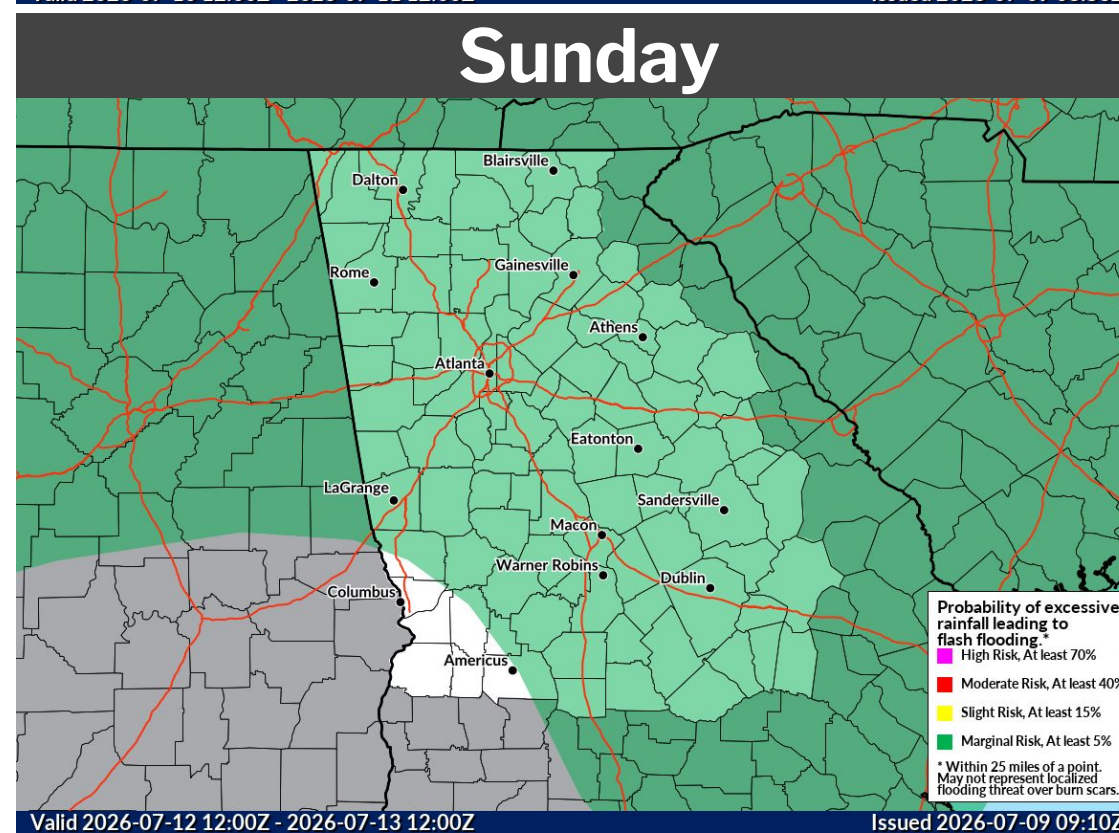 Sunday
Blairsville
Dalton
Rome
Gainesville
Athens
Atlanta
Eatonton
LaGrange
Sandersville
Macon
Warner Robins
Dublin
Columbus
Americus
Probability of excessive
rainfall leading to
flash flooding.*
High Risk, At least 70%
Moderate Risk, At least 40%
Slight Risk, At least 15%
Marginal Risk, At least 5%
* Within 25 miles of a point.
May not represent localized
flooding threat over burn scars.
Valid 2026-07-12 12:00Z - 2026-07-13 12:00Z
Issued 2026-07-09 09:10Z